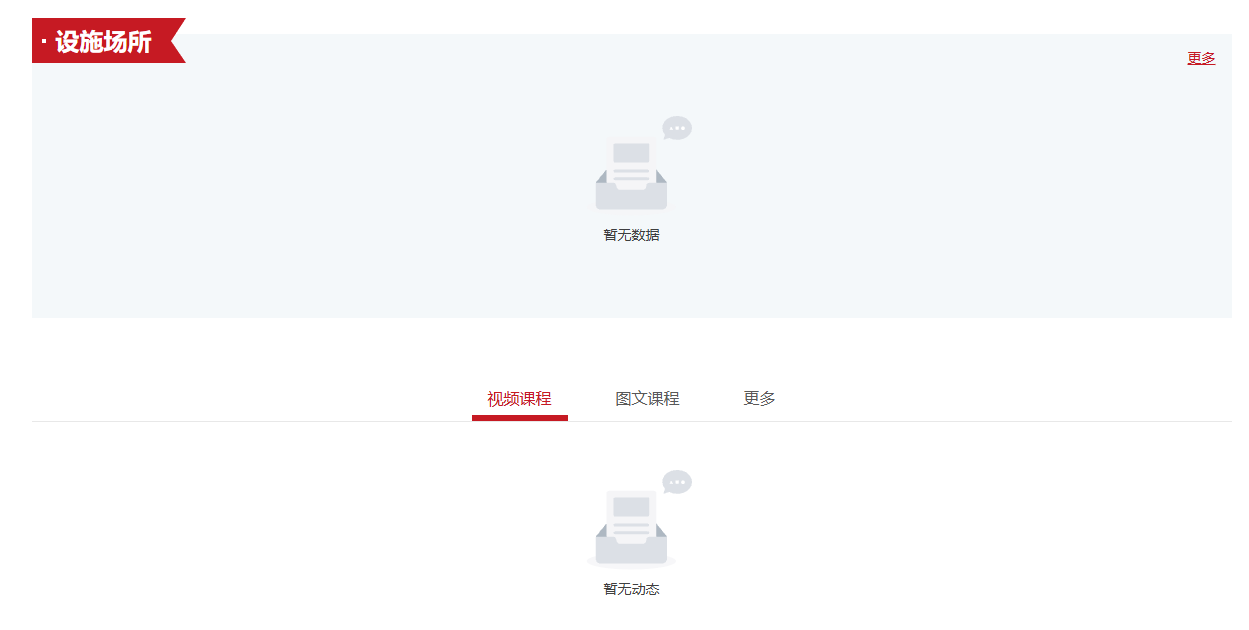 · 设施场所
更多
暂无数据
视频课程 图文课程 更多
暂无动态